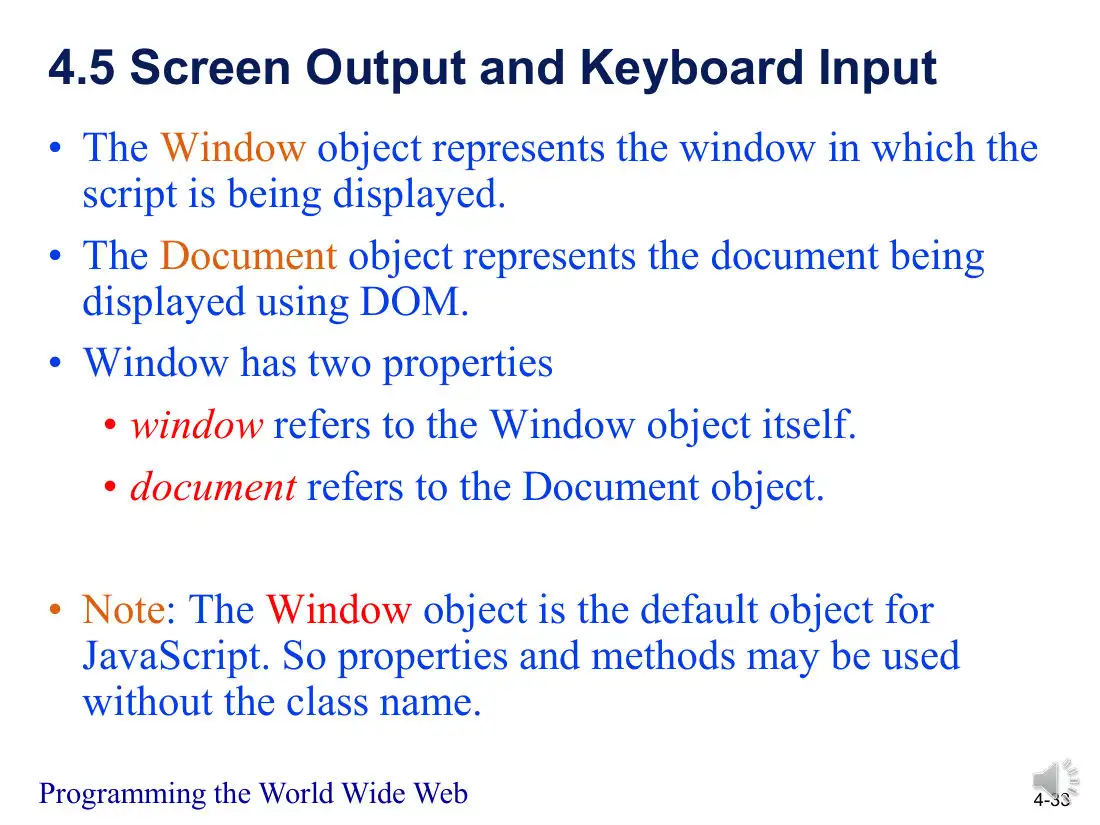 4.5 Screen Output and Keyboard Input
• The Window object represents the window in which the
script is being displayed.
• The Document object represents the document being
displayed using DOM.
• Window has two properties
• window refers to the Window object itself.
• document refers to the Document object.
• Note: The Window object is the default object for
JavaScript. So properties and methods may be used
without the class name.
Programming the World Wide Web
4-33